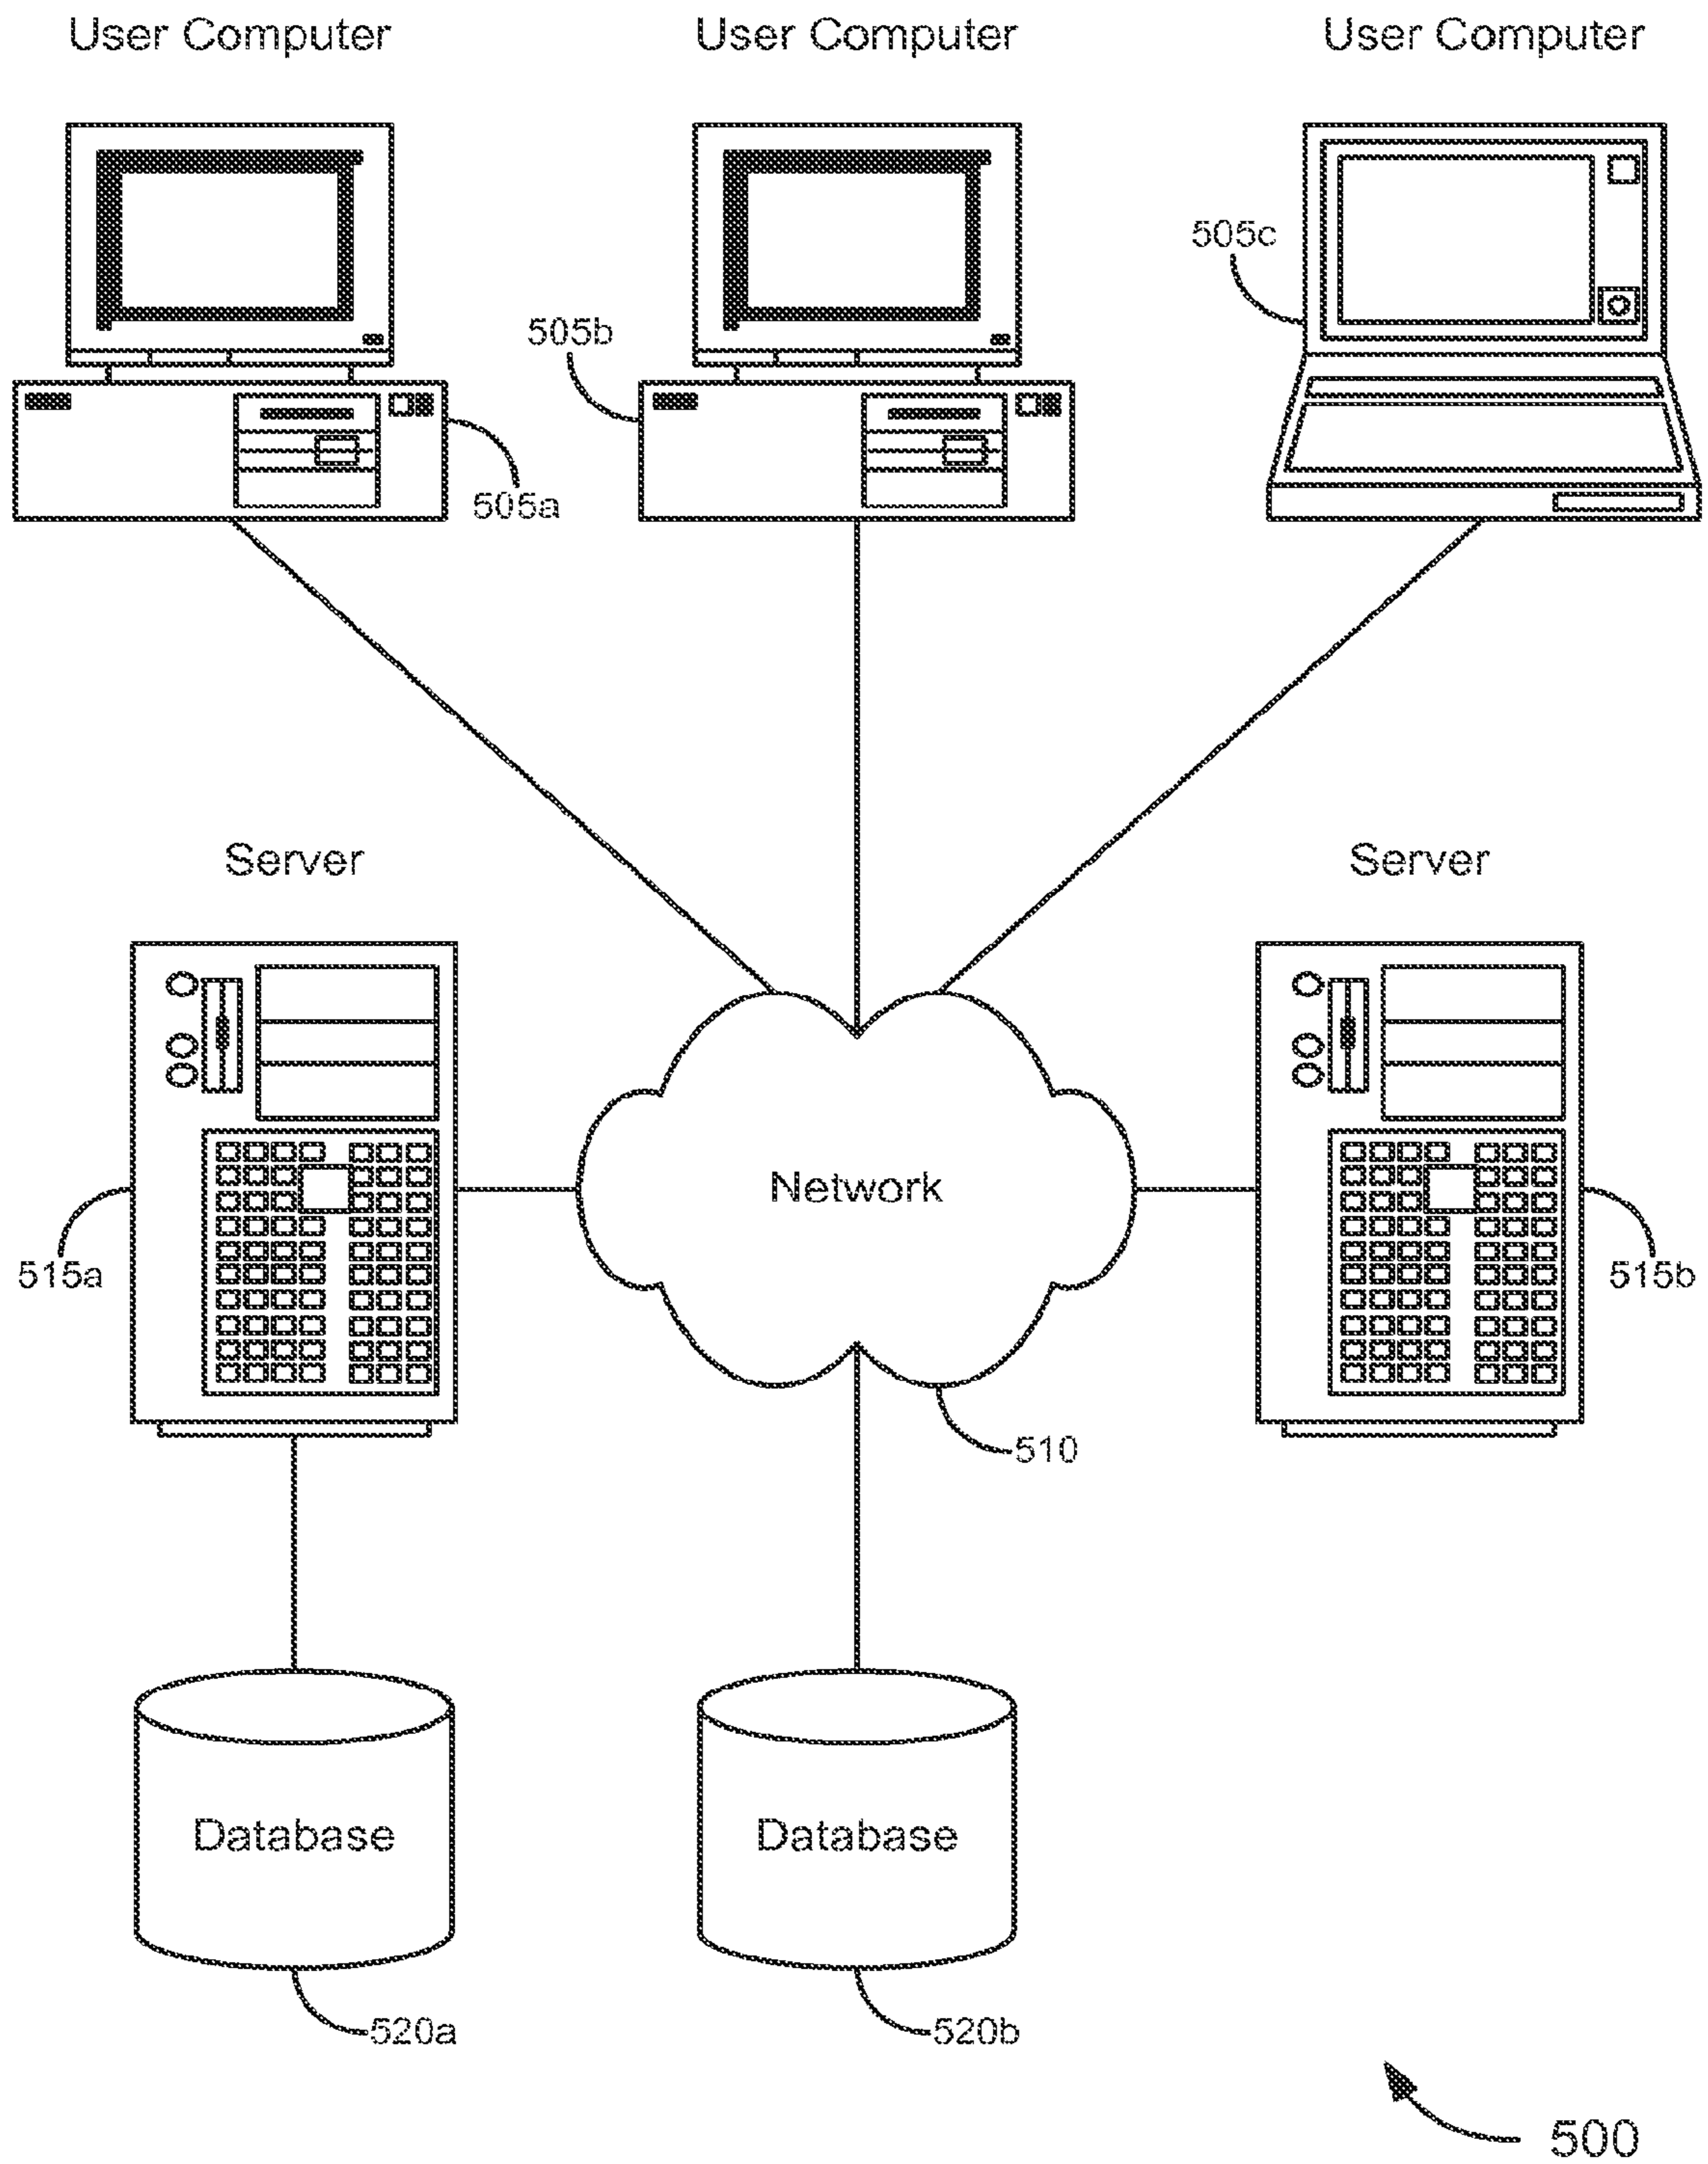 User Computer
User Computer
User Computer
505c
505b
505a
Server
Server
Network
515a
515b
510
Database
Database
520a
520b
500